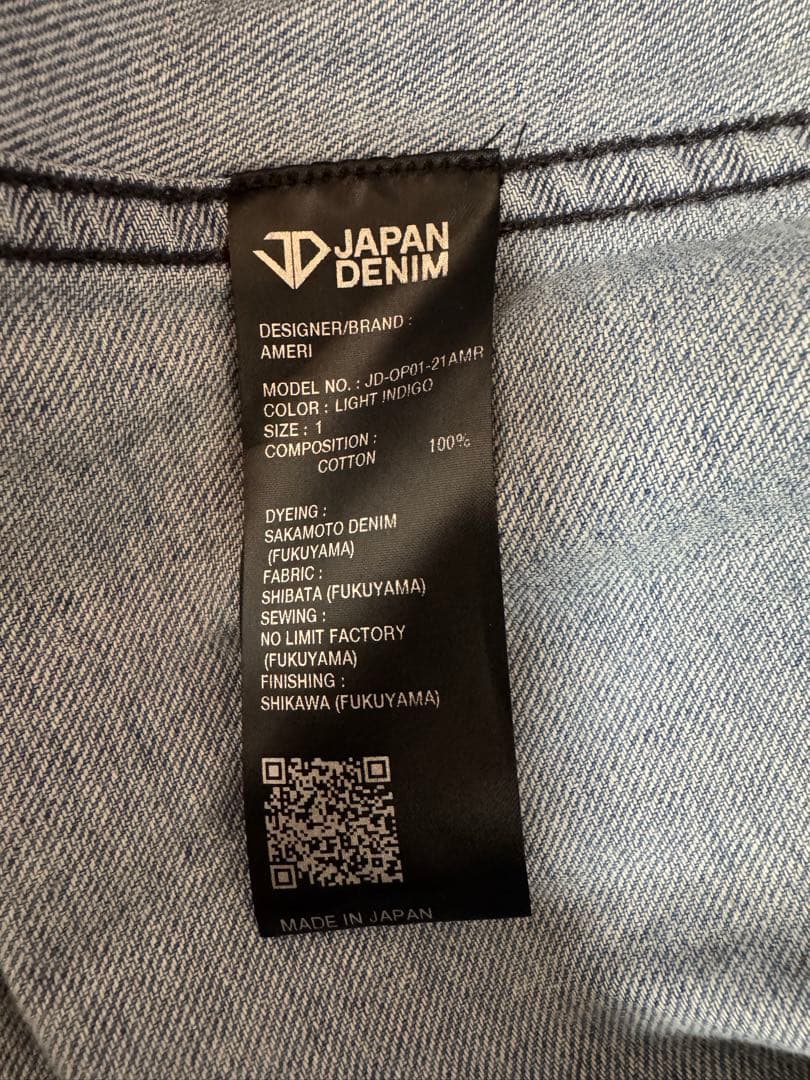 JD JAPAN
DENIM
DESIGNER/BRAND :
AMERI
MODEL NO. : JD-OP01-21AMR
COLOR : LIGHT INDIGO
SIZE : 1
COMPOSITION :
COTTON 100%
DYEING :
SAKAMOTO DENIM
(FUKUYAMA)
FABRIC :
SHIBATA (FUKUYAMA)
SEWING :
NO LIMIT FACTORY
(FUKUYAMA)
FINISHING :
SHIKAWA (FUKUYAMA)
MADE IN JAPAN